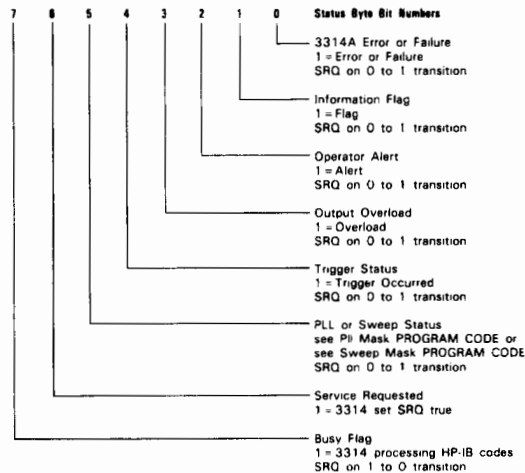 7 6 5 4 3 2 1 0 Status Byte Bit Numbers
3314A Error or Failure
1 = Error or Failure
SRQ on 0 to 1 transition
Information Flag
1 = Flag
SRQ on 0 to 1 transition
Operator Alert
1 = Alert
SRQ on 0 to 1 transition
Output Overload
1 = Overload
SRQ on 0 to 1 transition
Trigger Status
1 = Trigger Occurred
SRQ on 0 to 1 transition
PLL or Sweep Status
see Pll Mask PROGRAM CODE or
see Sweep Mask PROGRAM CODE
SRQ on 0 to 1 transition
Service Requested
1 = 3314 set SRQ true
Busy Flag
1 = 3314 processing HP-IB codes
SRQ on 1 to 0 transition